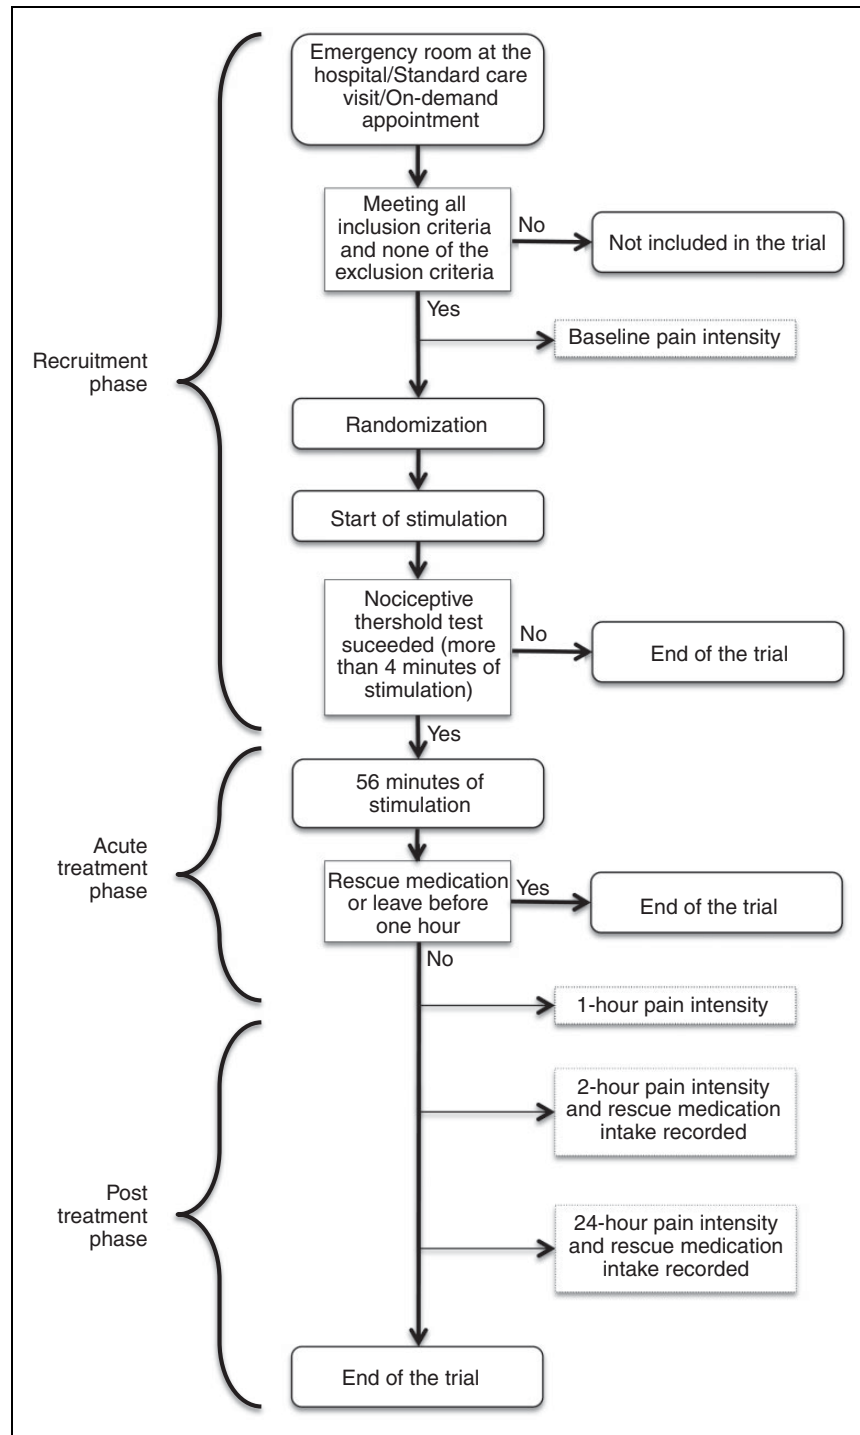 Emergency room at the
hospital/Standard care
visit/On-demand
appointment
Meeting all
inclusion criteria
and none of the
exclusion criteria
No
Not included in the trial
Yes
Baseline pain intensity
Recruitment
phase
Randomization
Start of stimulation
Nociceptive
thershold test
suceeded (more
than 4 minutes of
stimulation)
No
End of the trial
Yes
56 minutes of
stimulation
Acute
treatment
phase
Rescue medication
or leave before
one hour
Yes
End of the trial
No
1-hour pain intensity
2-hour pain intensity
and rescue medication
intake recorded
Post
treatment
phase
24-hour pain intensity
and rescue medication
intake recorded
End of the trial